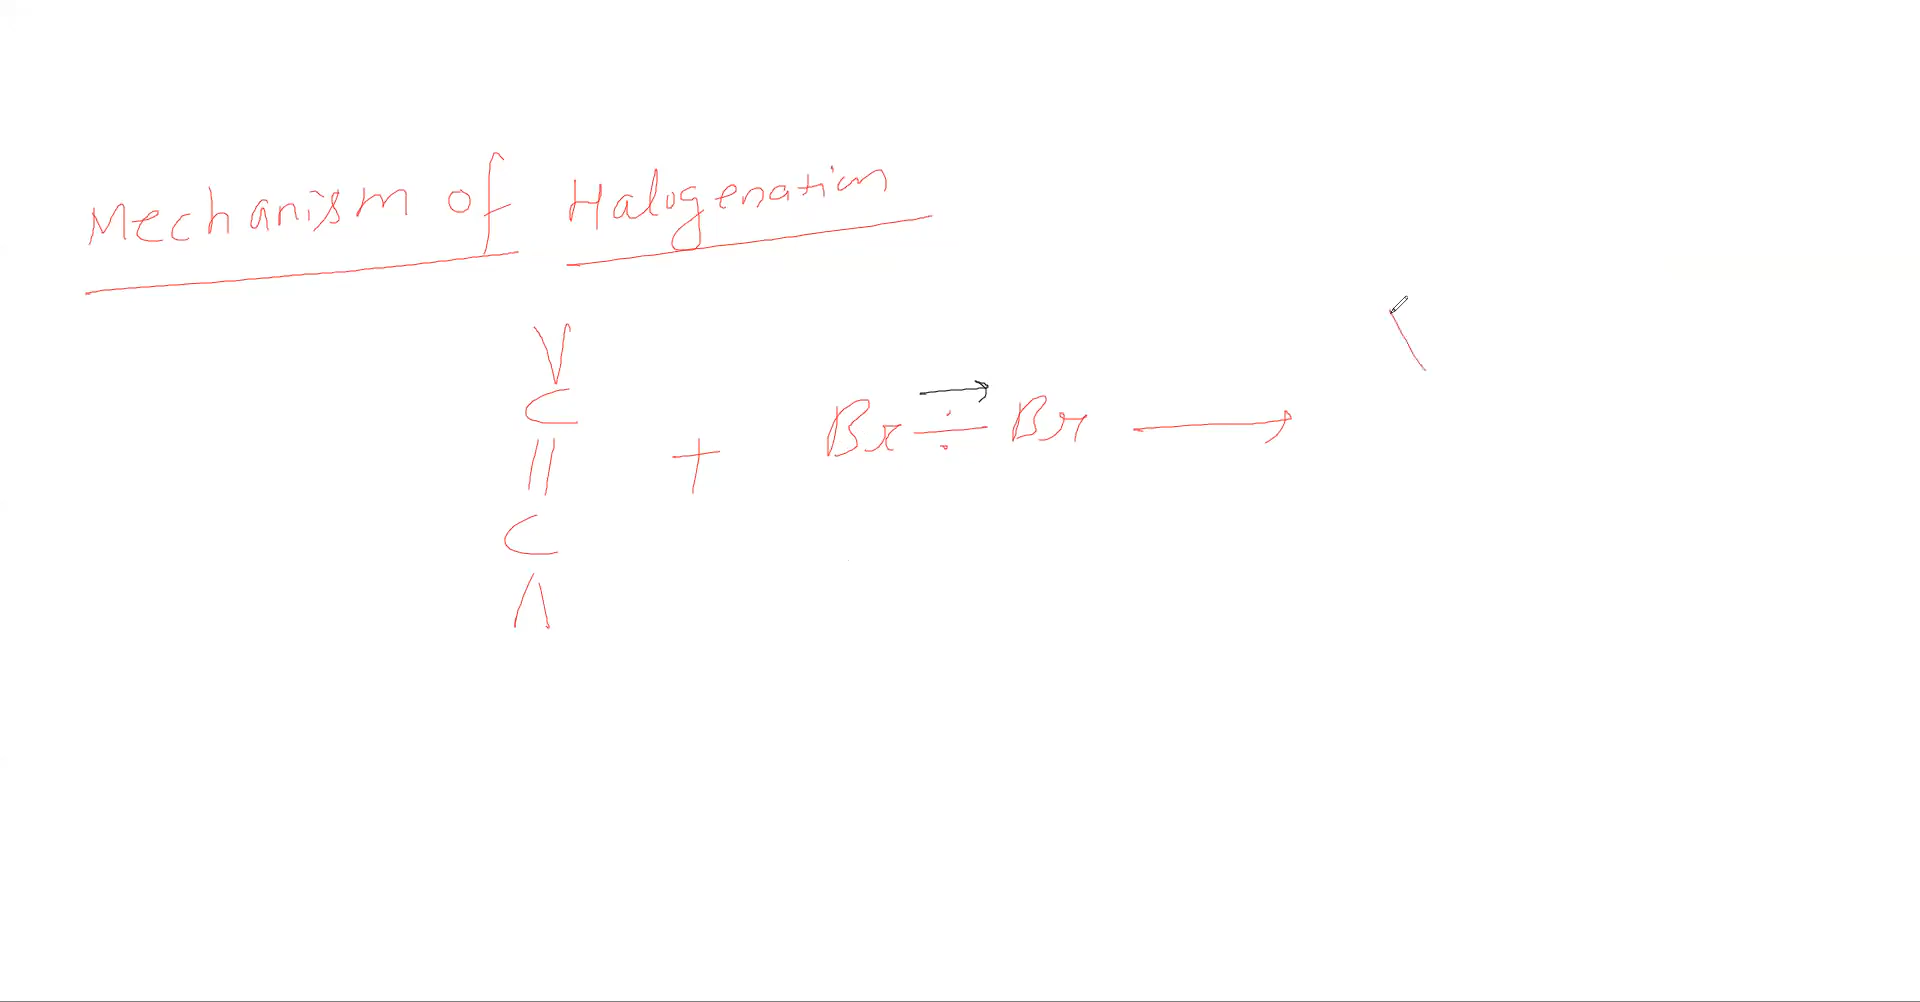 Mechanism of Halogenation
C
||
C
+ Br ÷ Br →